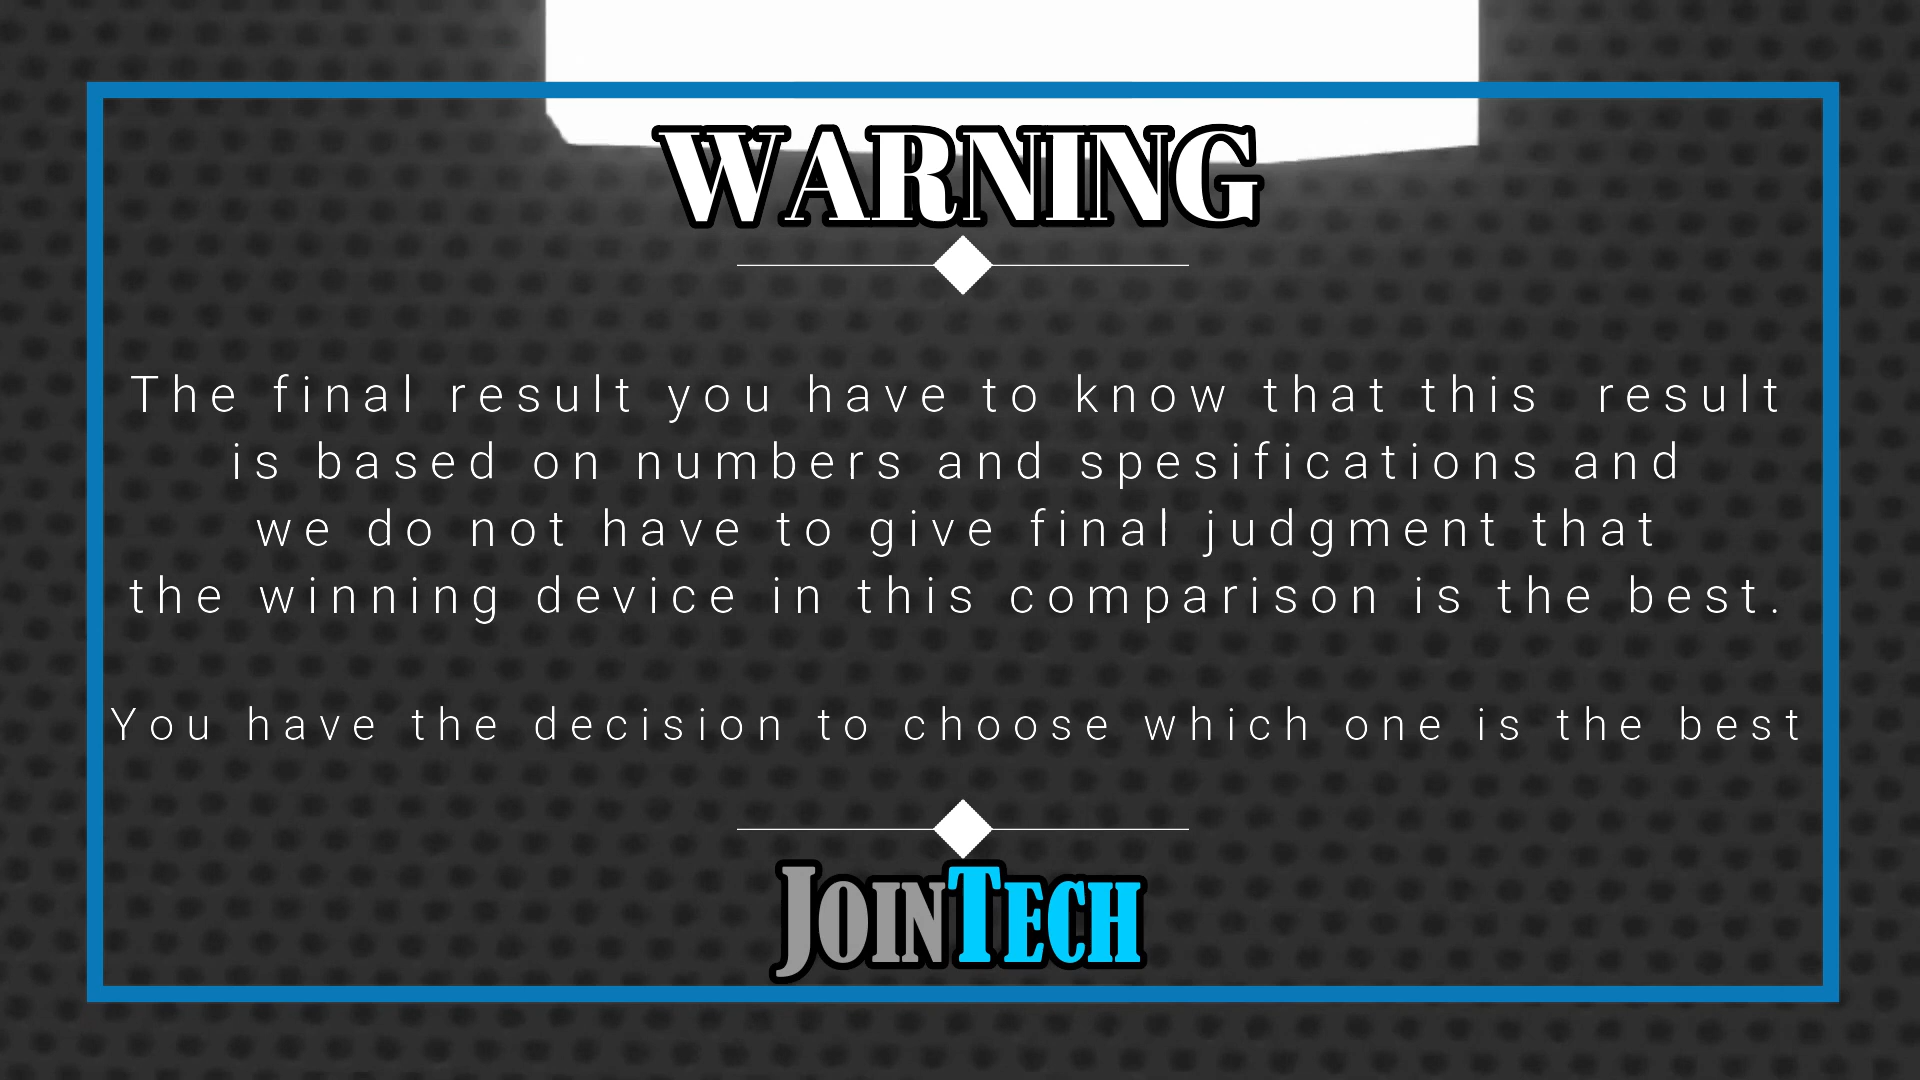 WARNING
The final result you have to know that this result
is based on numbers and spesifications and
we do not have to give final judgment that
the winning device in this comparison is the best.
You have the decision to choose which one is the best
JOINTECH